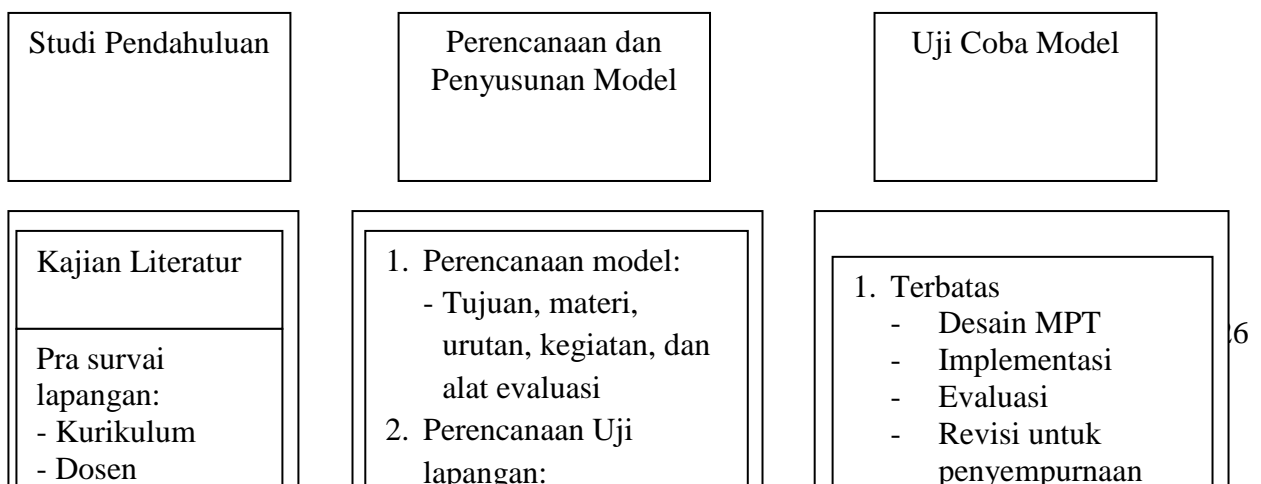 Studi Pendahuluan
Perencanaan dan
Penyusunan Model
Uji Coba Model
Kajian Literatur
Pra survai
lapangan:
- Kurikulum
- Dosen
1. Perencanaan model:
- Tujuan, materi,
urutan, kegiatan, dan
alat evaluasi
2. Perencanaan Uji
lapangan:
1. Terbatas
- Desain MPT
- Implementasi
- Evaluasi
- Revisi untuk
penyempurnaan